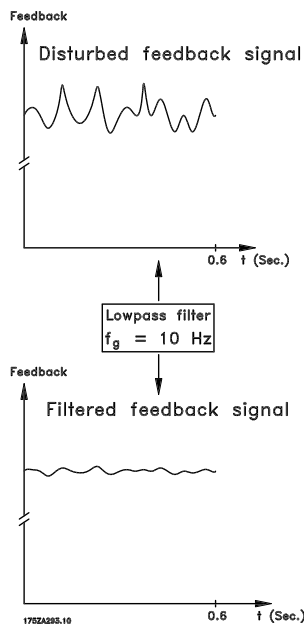 Feedback
Disturbed feedback signal
0.6 t (Sec.)
Lowpass filter
fg = 10 Hz
Feedback
Filtered feedback signal
t (Sec.)
0.6
175ZA293.10